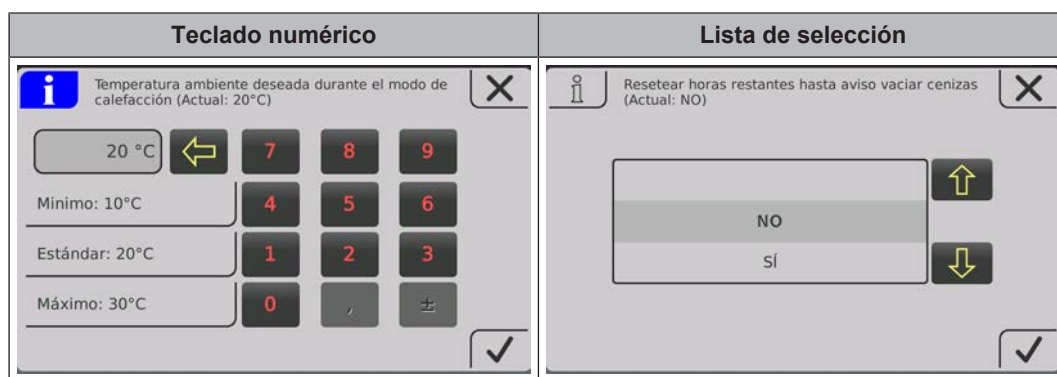 Teclado numérico
Lista de selección
i
Temperatura ambiente deseada durante el modo de
calefacción (Actual: 20°C)
20 °C
7 8 9
Minimo: 10°C
4 5 6
Estándar: 20°C
1 2 3
Máximo: 30°C
0 , ±
i
Resetear horas restantes hasta aviso vaciar cenizas
(Actual: NO)
NO
SÍ